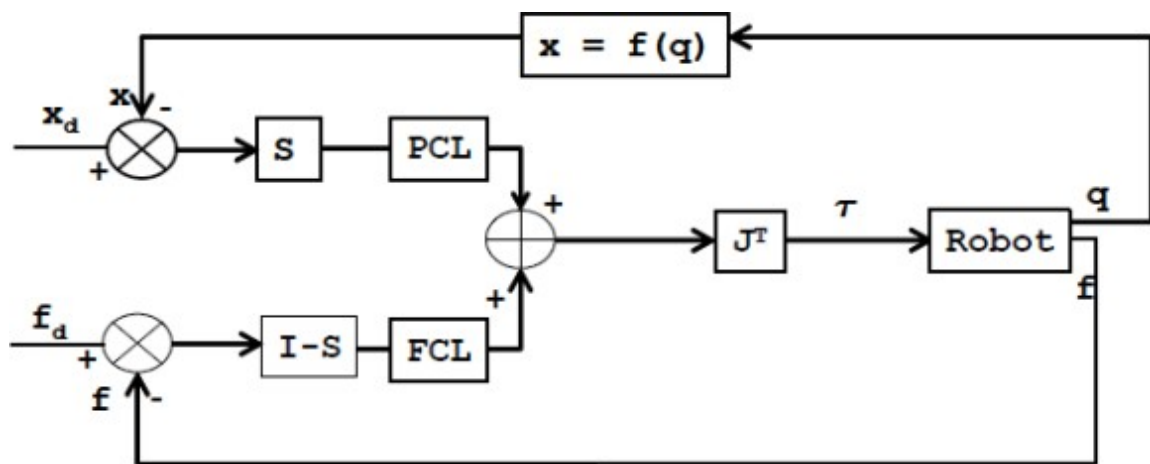 x = f(q)
x -
x_d
+
S
PCL
+
J^T
τ
Robot
q
f
+
f_d
+
I-S
FCL
f
-